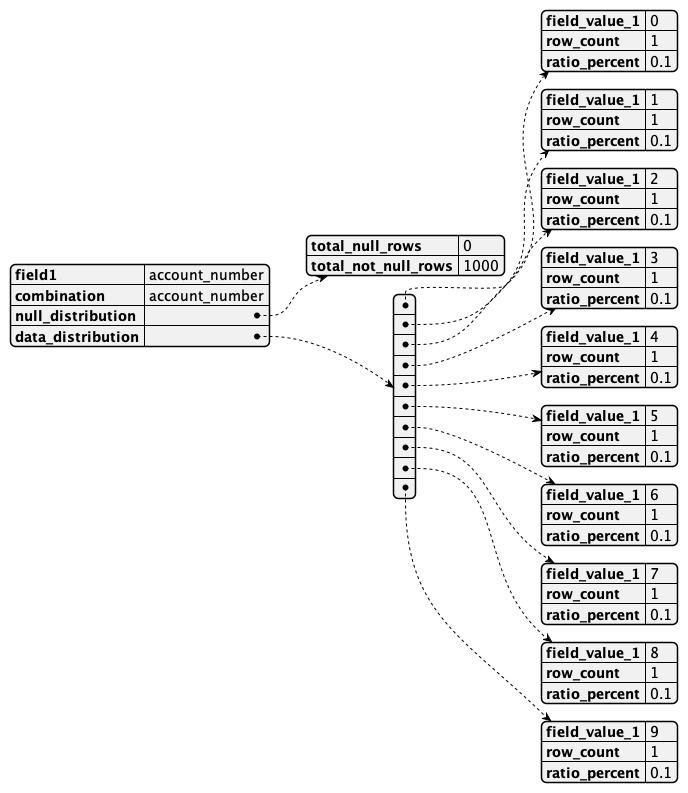 field1 account_number
combination account_number
null_distribution
data_distribution
total_null_rows 0
total_not_null_rows 1000
field_value_1 0
row_count 1
ratio_percent 0.1
field_value_1 1
row_count 1
ratio_percent 0.1
field_value_1 2
row_count 1
ratio_percent 0.1
field_value_1 3
row_count 1
ratio_percent 0.1
field_value_1 4
row_count 1
ratio_percent 0.1
field_value_1 5
row_count 1
ratio_percent 0.1
field_value_1 6
row_count 1
ratio_percent 0.1
field_value_1 7
row_count 1
ratio_percent 0.1
field_value_1 8
row_count 1
ratio_percent 0.1
field_value_1 9
row_count 1
ratio_percent 0.1